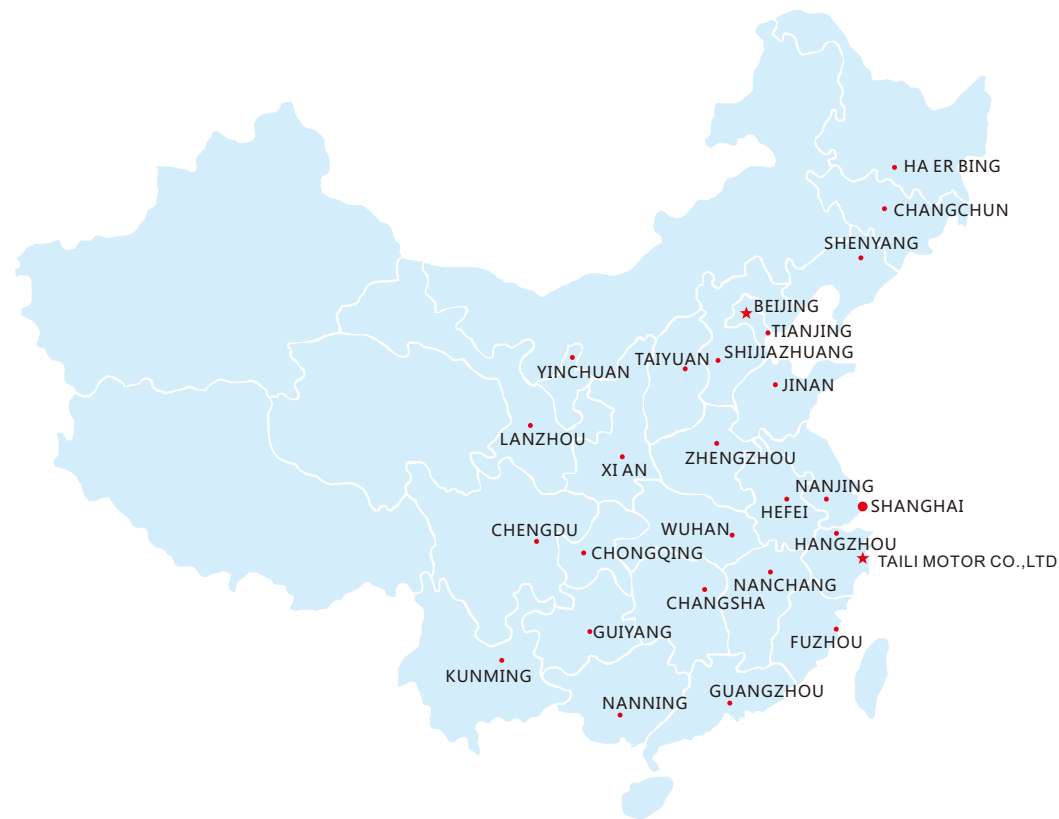 HA ER BING
CHANGCHUN
SHENYANG
BEIJING
TIANJING
SHIJIAZHUANG
TAIYUAN
YINCHUAN
JINAN
LANZHOU
ZHENGZHOU
XI AN
NANJING
HEFEI
SHANGHAI
CHENGDU
WUHAN
HANGZHOU
CHONGQING
TAILI MOTOR CO.,LTD
NANCHANG
CHANGSHA
GUIYANG
FUZHOU
KUNMING
GUANGZHOU
NANNING